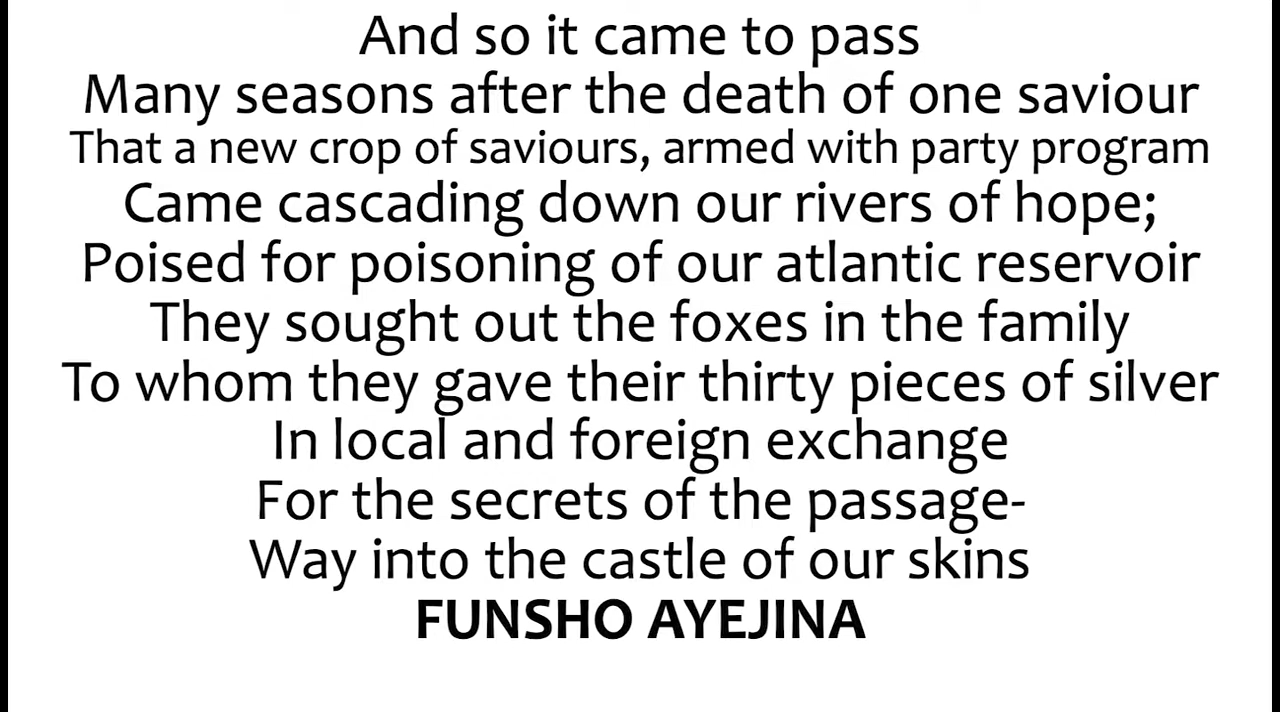 And so it came to pass
Many seasons after the death of one saviour
That a new crop of saviours, armed with party program
Came cascading down our rivers of hope;
Poised for poisoning of our atlantic reservoir
They sought out the foxes in the family
To whom they gave their thirty pieces of silver
In local and foreign exchange
For the secrets of the passage-
Way into the castle of our skins
FUNSHO AYEJINA